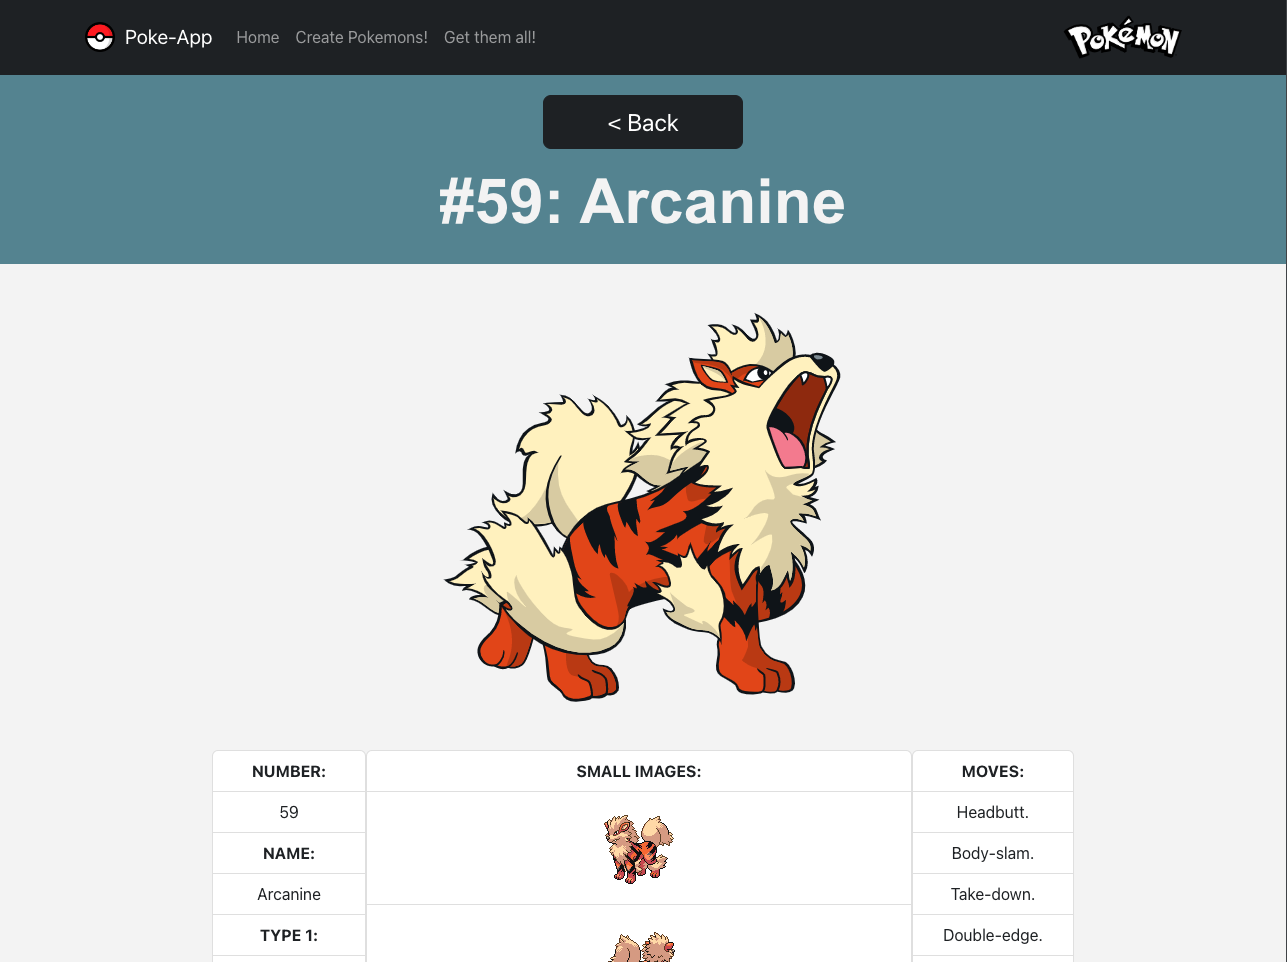 Poke-App
Home
Create Pokemons!
Get them all!
POKéMON
< Back
#59: Arcanine
NUMBER:
59
NAME:
Arcanine
TYPE 1:
SMALL IMAGES:
MOVES:
Headbutt.
Body-slam.
Take-down.
Double-edge.